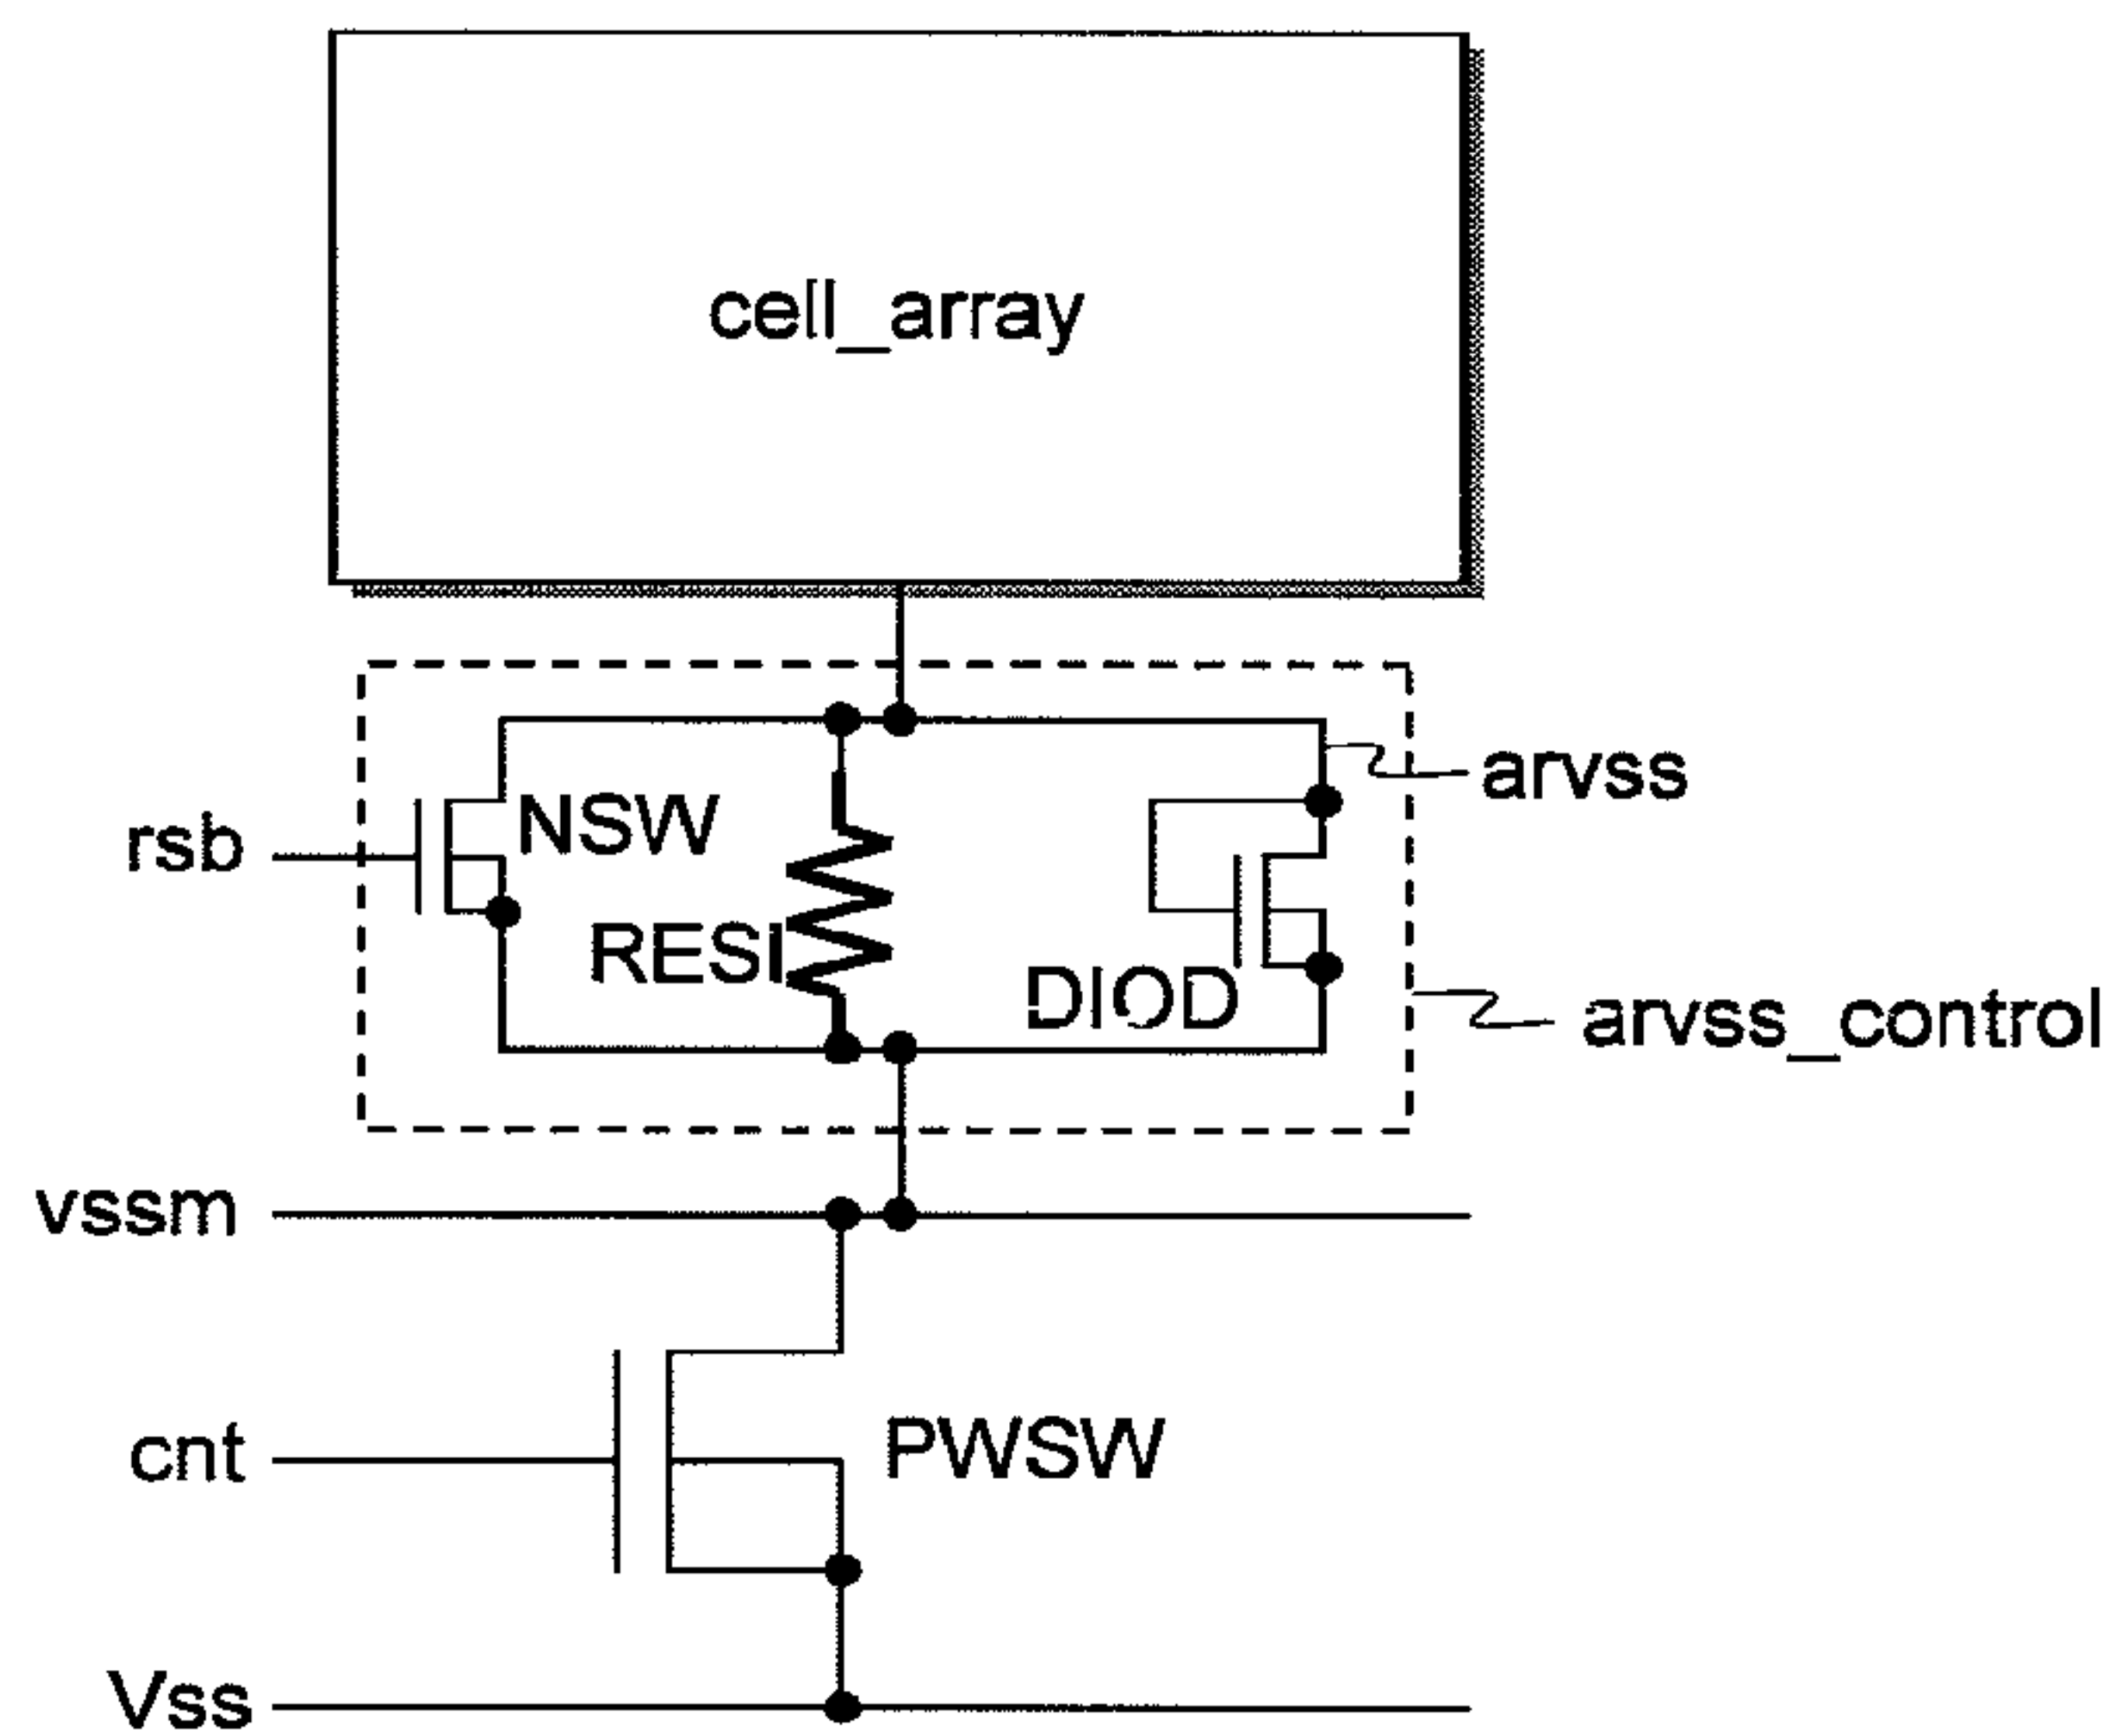 cell_array
arvss
rsb
NSW
RESI
DIOD
arvss_control
vssm
cnt
PWSW
Vss